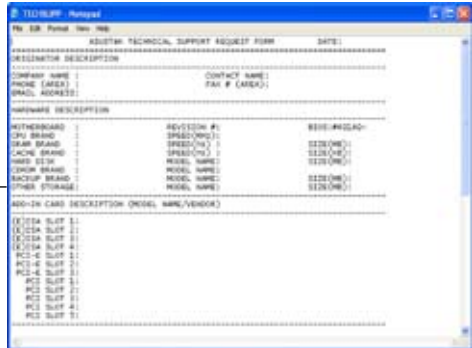 TECHSUPP - Notepad
File Edit Format View Help
ASUSTEK TECHNICAL SUPPORT REQUEST FORM DATE:
ORIGINATOR DESCRIPTION
COMPANY NAME : CONTACT NAME:
PHONE (AREA) : FAX # (AREA):
EMAIL ADDRESS:
HARDWARE DESCRIPTION
MOTHERBOARD : REVISION #: BIOS:
CPU BRAND : SPEED(MHz):
DRAM BRAND : SPEED(ns) : SIZE(MB):
CACHE BRAND : SPEED(ns) : SIZE(KB):
HARD DISK : MODEL NAME: SIZE(MB):
CDROM BRAND : MODEL NAME:
BACKUP BRAND : MODEL NAME: SIZE(MB):
OTHER STORAGE: MODEL NAME: SIZE(MB):
ADD-IN CARD DESCRIPTION (MODEL NAME/VENDOR)
(E)ISA SLOT 1:
(E)ISA SLOT 2:
(E)ISA SLOT 3:
(E)ISA SLOT 4:
PCI-E SLOT 1:
PCI-E SLOT 2:
PCI-E SLOT 3:
PCI SLOT 1:
PCI SLOT 2:
PCI SLOT 3:
PCI SLOT 4:
PCI SLOT 5: